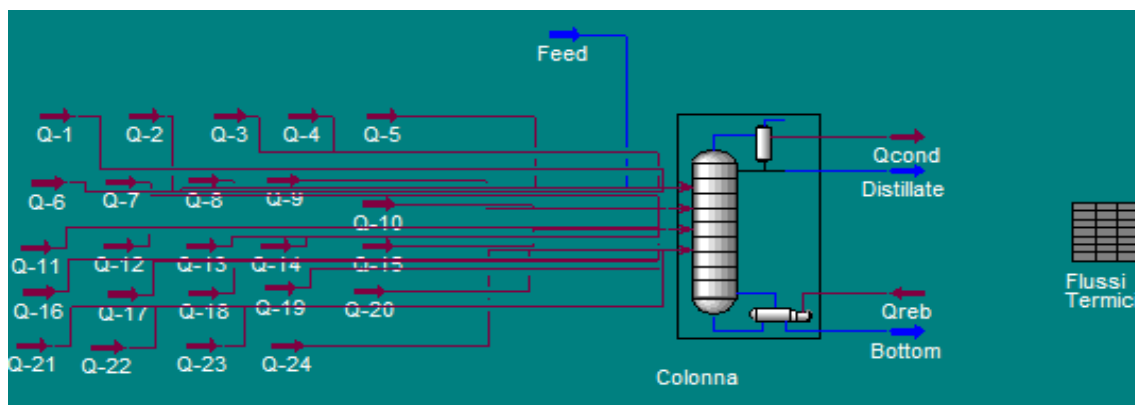 Feed
Q-1 Q-2 Q-3 Q-4 Q-5
Qcond
Q-6 Q-7 Q-8 Q-9
Distillate
Q-10
Q-11 Q-12 Q-13 Q-14 Q-15
Flussi
Termici
Q-16 Q-17 Q-18 Q-19 Q-20
Qreb
Q-21 Q-22 Q-23 Q-24
Bottom
Colonna